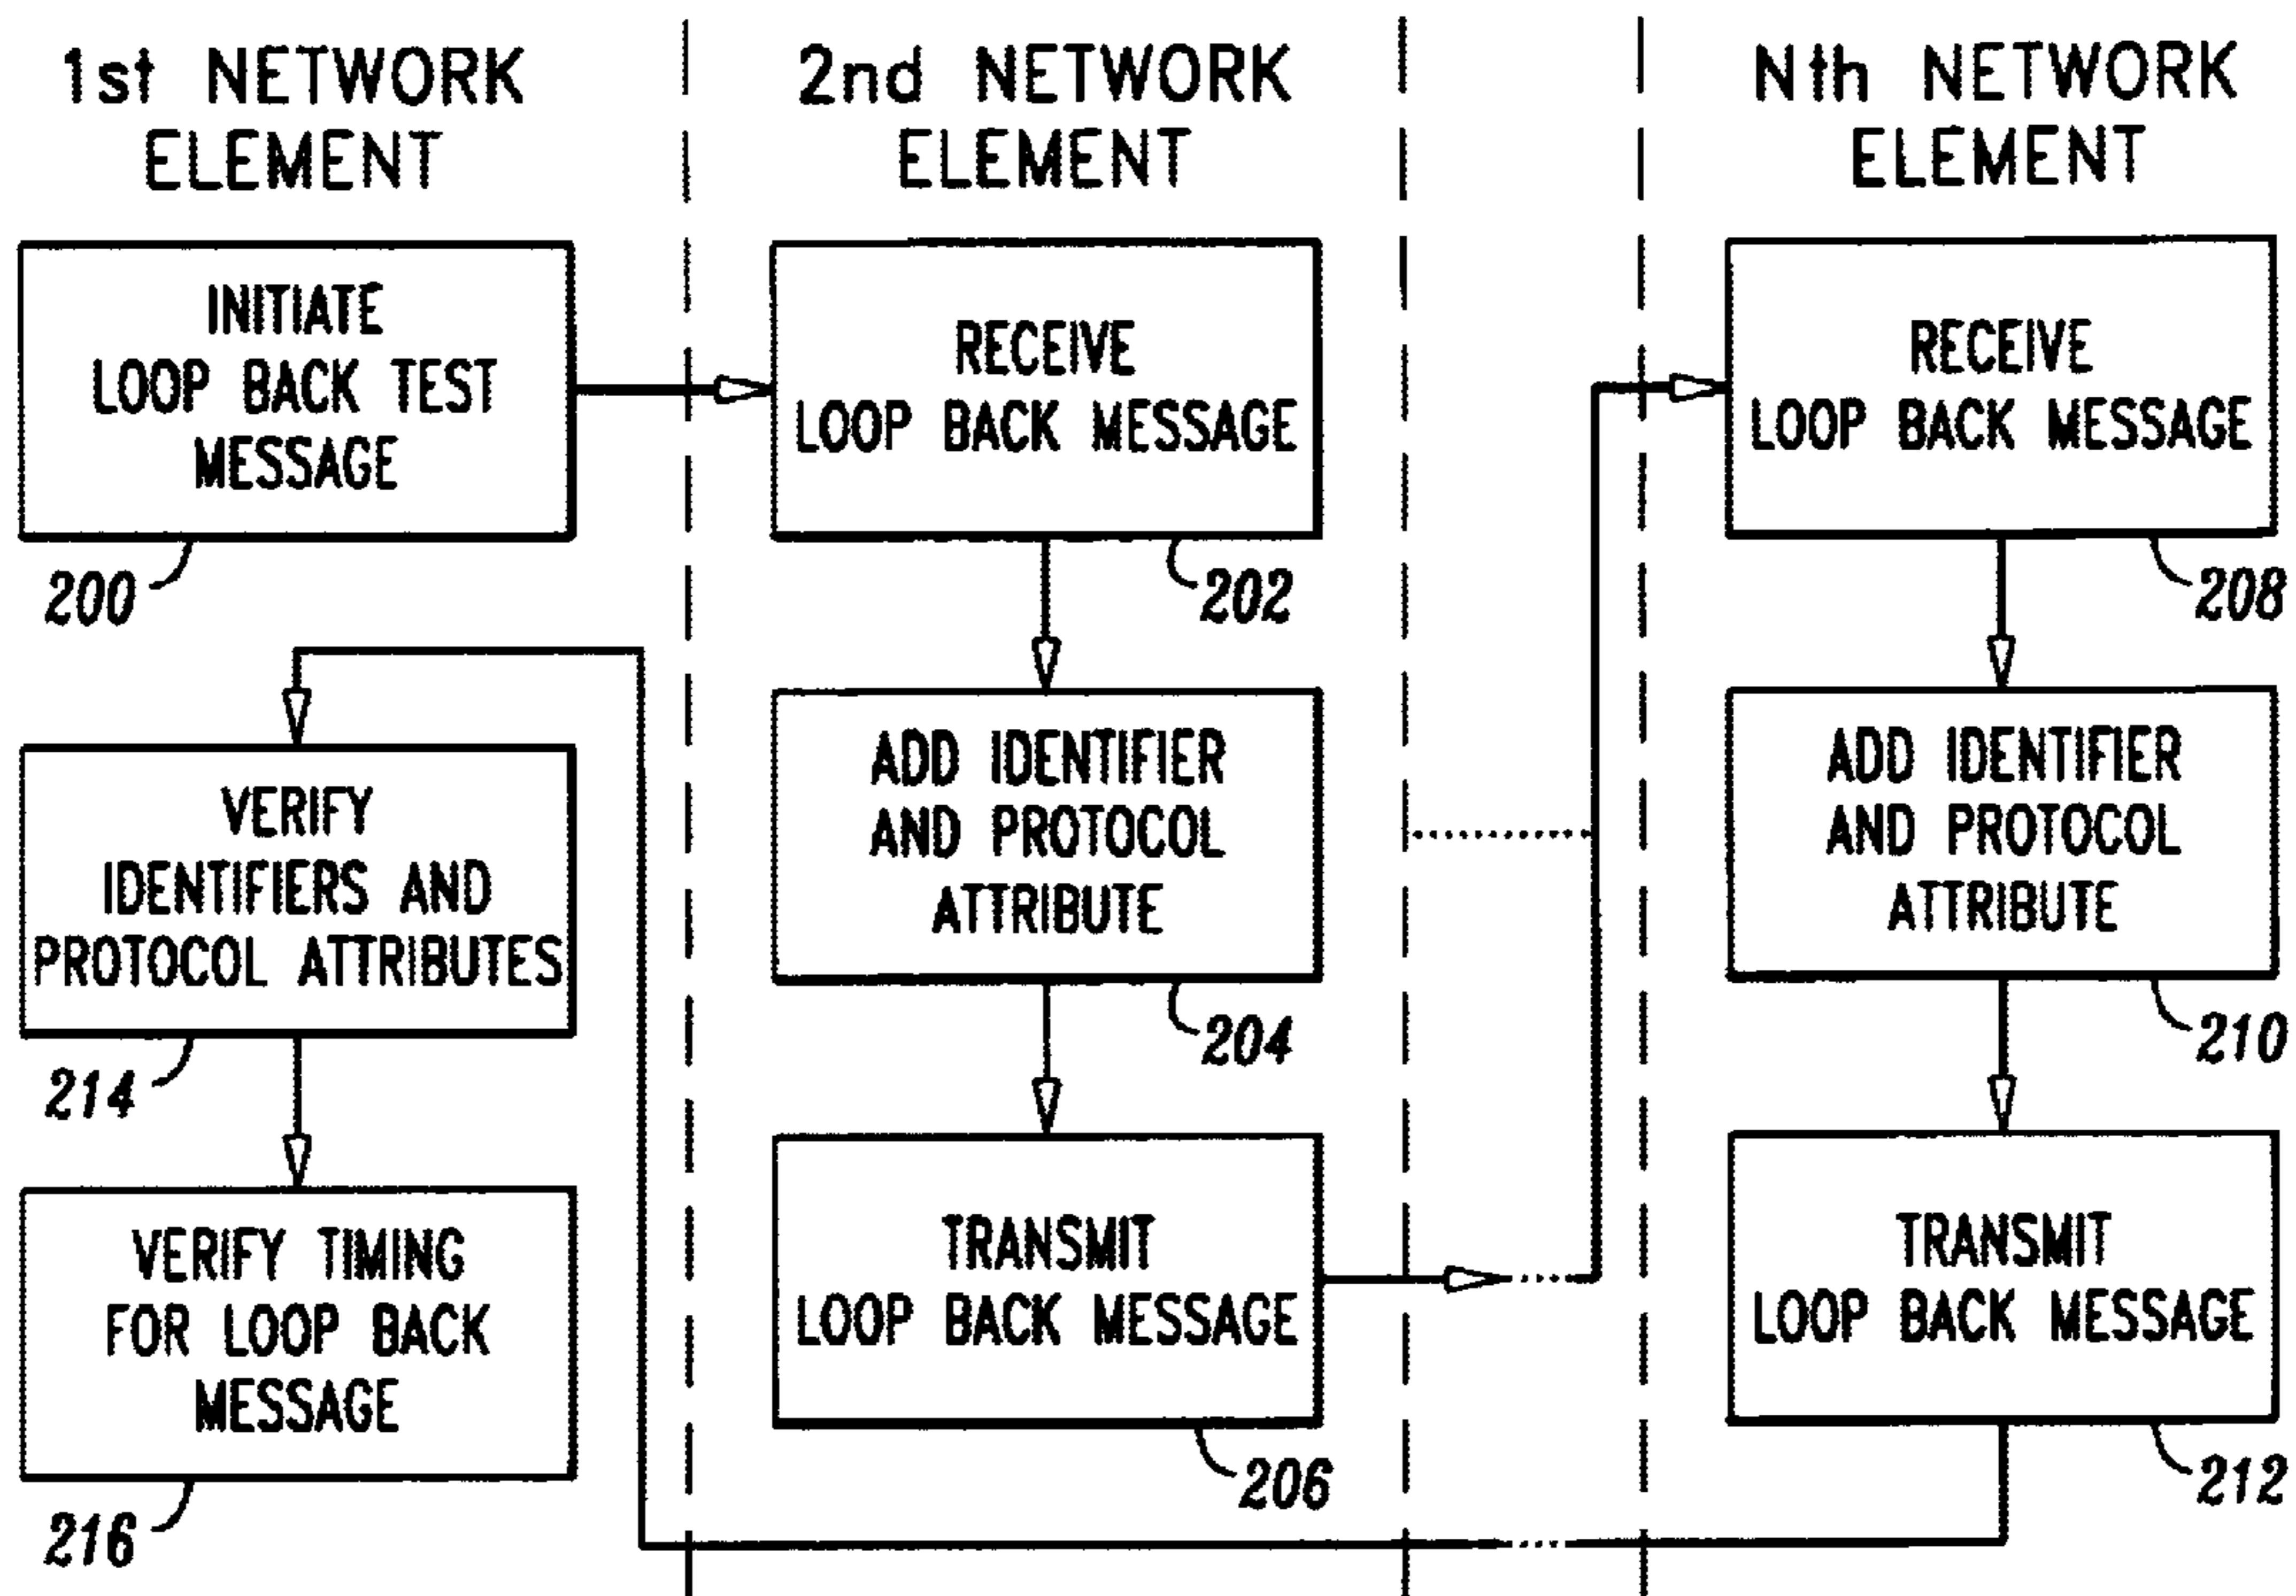 1st NETWORK
ELEMENT
2nd NETWORK
ELEMENT
Nth NETWORK
ELEMENT
INITIATE
LOOP BACK TEST
MESSAGE
200
RECEIVE
LOOP BACK MESSAGE
202
RECEIVE
LOOP BACK MESSAGE
208
VERIFY
IDENTIFIERS AND
PROTOCOL ATTRIBUTES
214
ADD IDENTIFIER
AND PROTOCOL
ATTRIBUTE
204
ADD IDENTIFIER
AND PROTOCOL
ATTRIBUTE
210
VERIFY TIMING
FOR LOOP BACK
MESSAGE
216
TRANSMIT
LOOP BACK MESSAGE
206
TRANSMIT
LOOP BACK MESSAGE
212